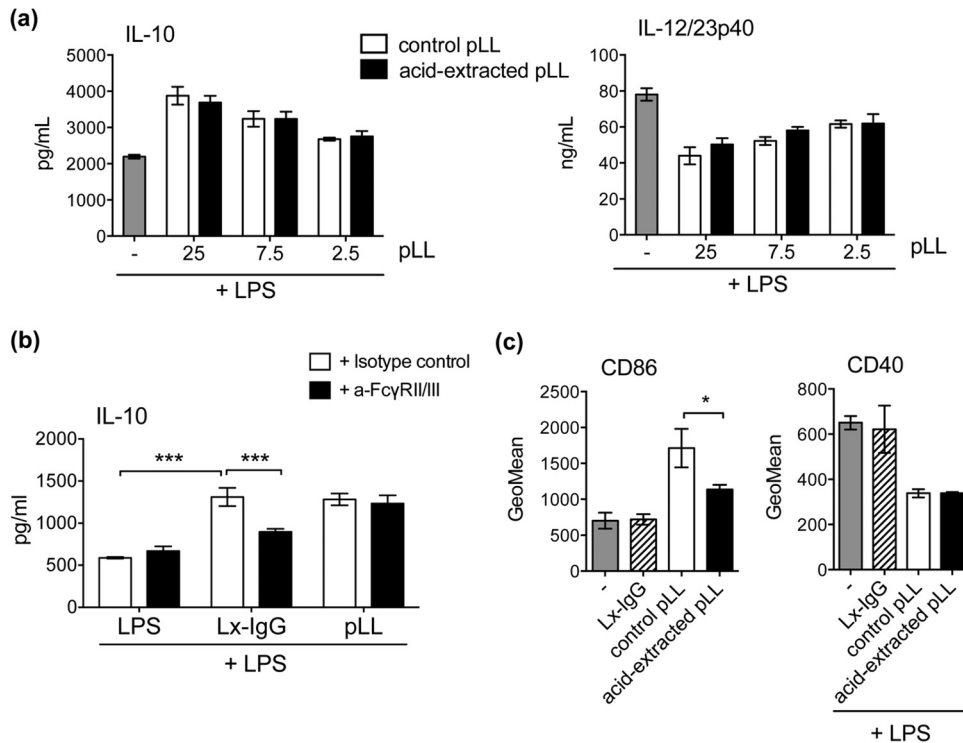 (a)
IL-10
control pLL
acid-extracted pLL
IL-12/23p40
pg/mL
5000
4000
3000
2000
1000
0
- 25 7.5 2.5 pLL
+ LPS
ng/mL
100
80
60
40
20
0
- 25 7.5 2.5 pLL
+ LPS
(b)
+ Isotype control
+ a-FcγRII/III
IL-10
pg/ml
1500
1000
500
0
*** ***
LPS Lx-IgG pLL
+ LPS
(c)
CD86
GeoMean
2500
2000
1500
1000
500
0
*
-
Lx-IgG
control pLL
acid-extracted pLL
CD40
GeoMean
800
600
400
200
0
-
Lx-IgG
control pLL
acid-extracted pLL
+ LPS